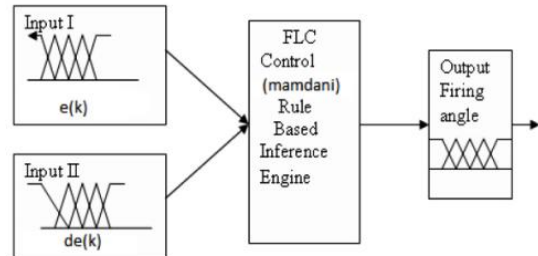 Input I
e(k)
Input II
de(k)
FLC
Control
(mamdani)
Rule
Based
Inference
Engine
Output
Firing
angle